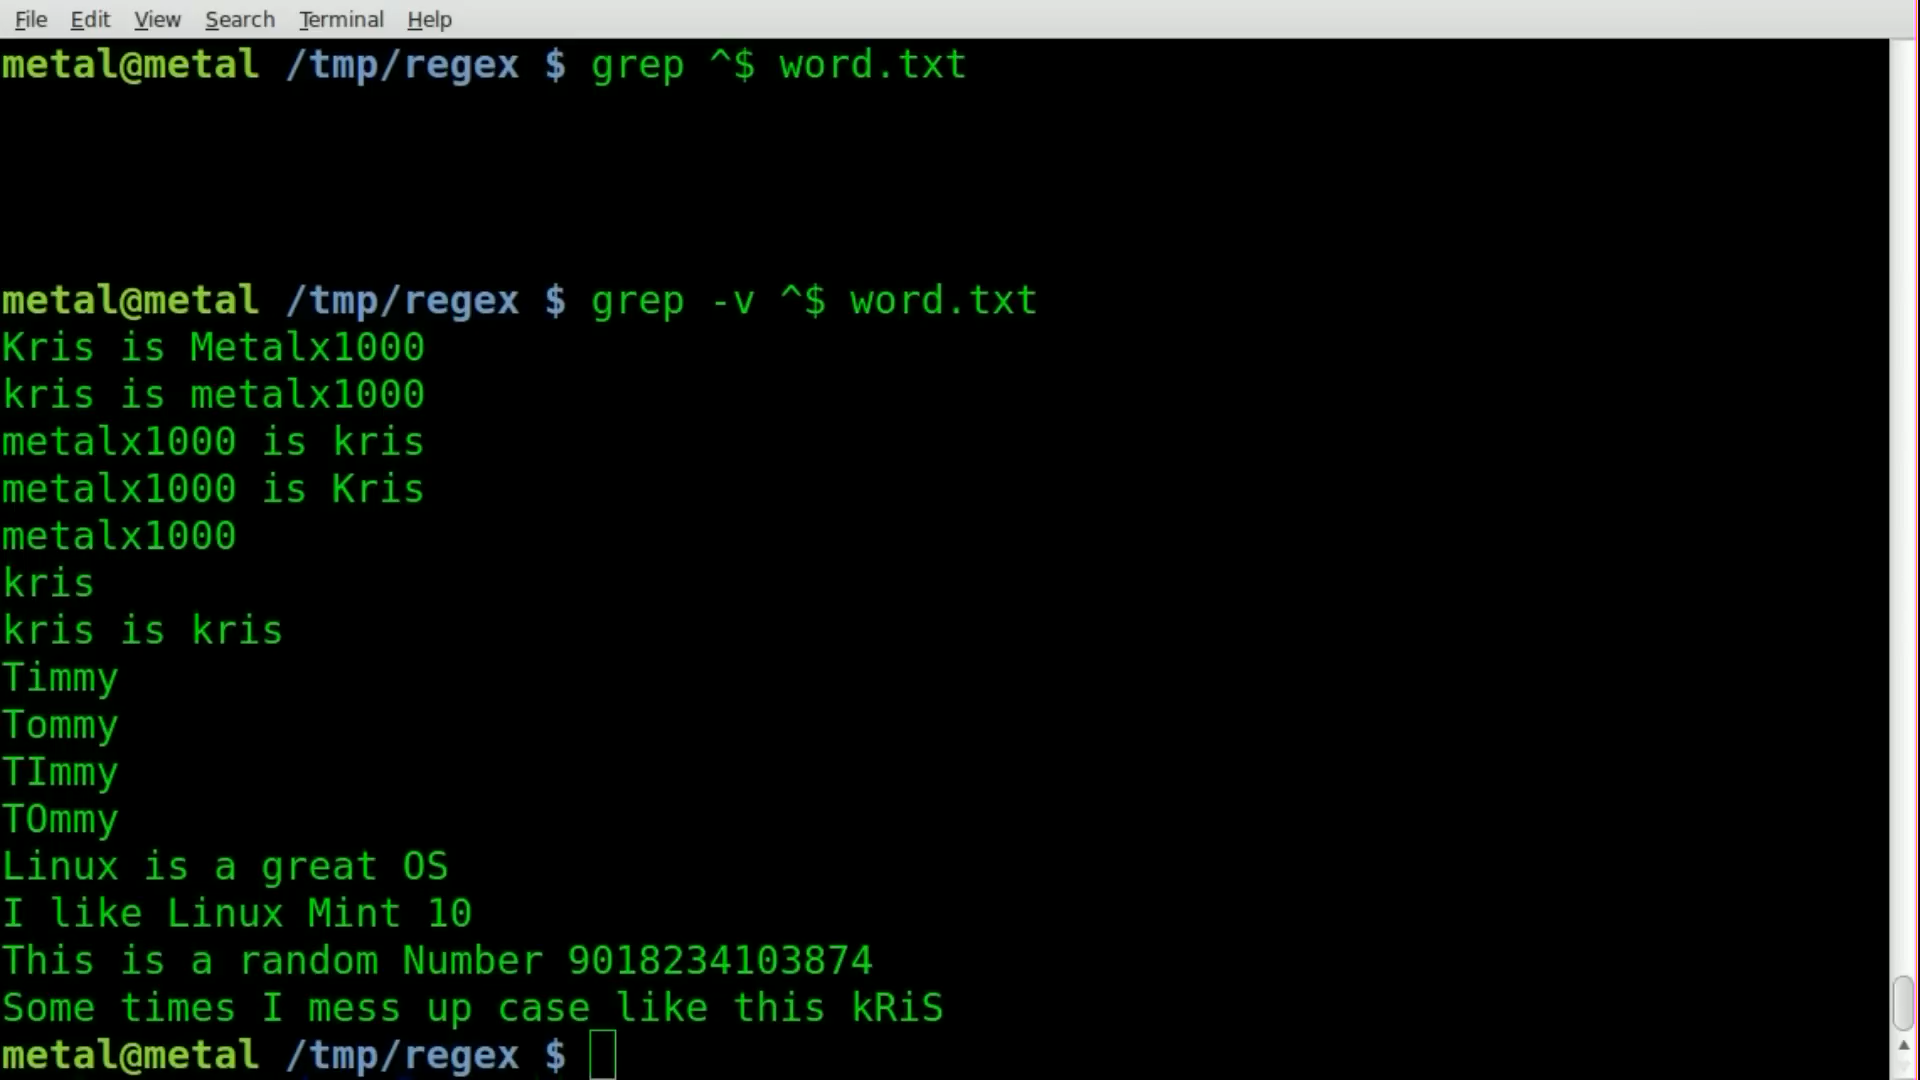 File Edit View Search Terminal Help
metal@metal /tmp/regex $ grep ^$ word.txt
metal@metal /tmp/regex $ grep -v ^$ word.txt
Kris is Metalx1000
kris is metalx1000
metalx1000 is kris
metalx1000 is Kris
metalx1000
kris
kris is kris
Timmy
Tommy
TImmy
TOmmy
Linux is a great OS
I like Linux Mint 10
This is a random Number 9018234103874
Some times I mess up case like this kRiS
metal@metal /tmp/regex $